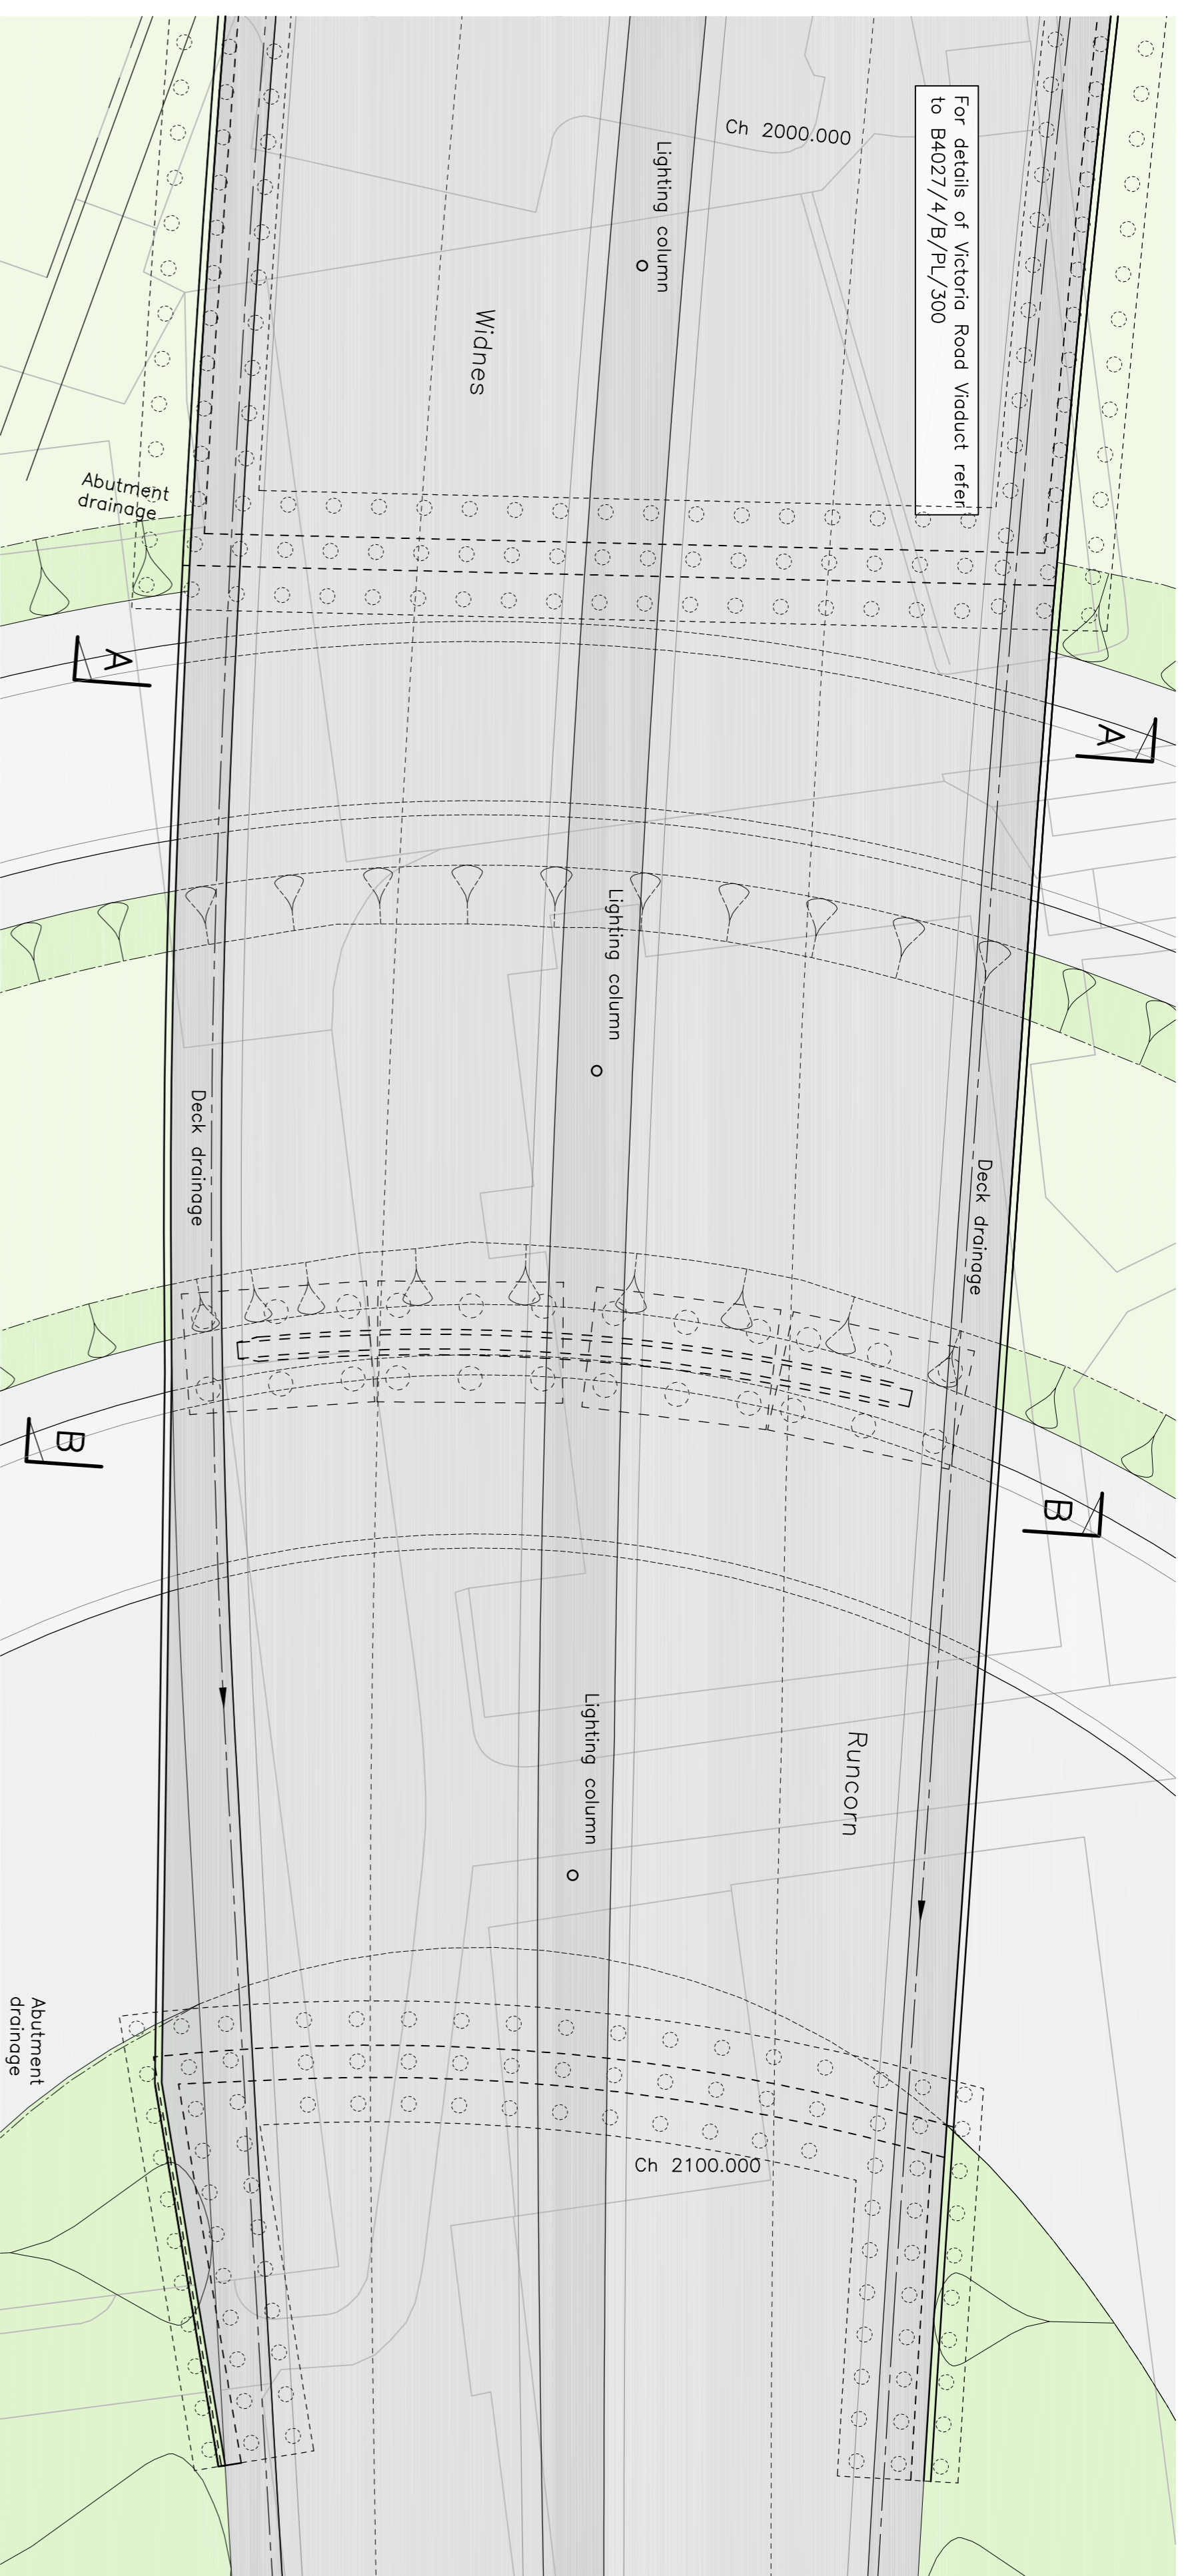 Ch 2000.000
For details of Victoria Road Viaduct refer
to B4027/4/B/PL/300
Lighting column
Widnes
Abutment
drainage
A
A
Lighting column
Deck drainage
Deck drainage
B
B
Lighting column
Runcorn
Abutment
drainage
Ch 2100.000